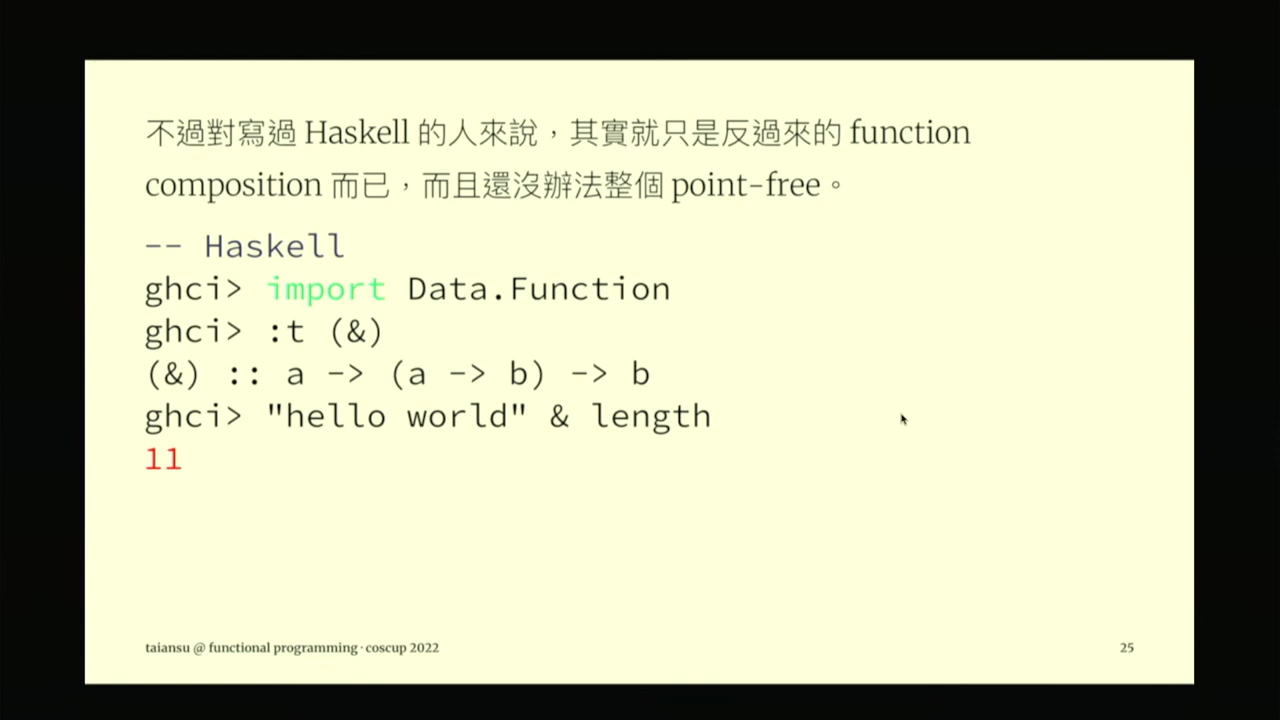 不過對寫過 Haskell 的人來說，其實就只是反過來的 function
composition 而已，而且還沒辦法整個 point-free。
-- Haskell
ghci> import Data.Function
ghci> :t (&)
(&) :: a -> (a -> b) -> b
ghci> "hello world" & length
11
taiansu @ functional programming · coscup 2022
25